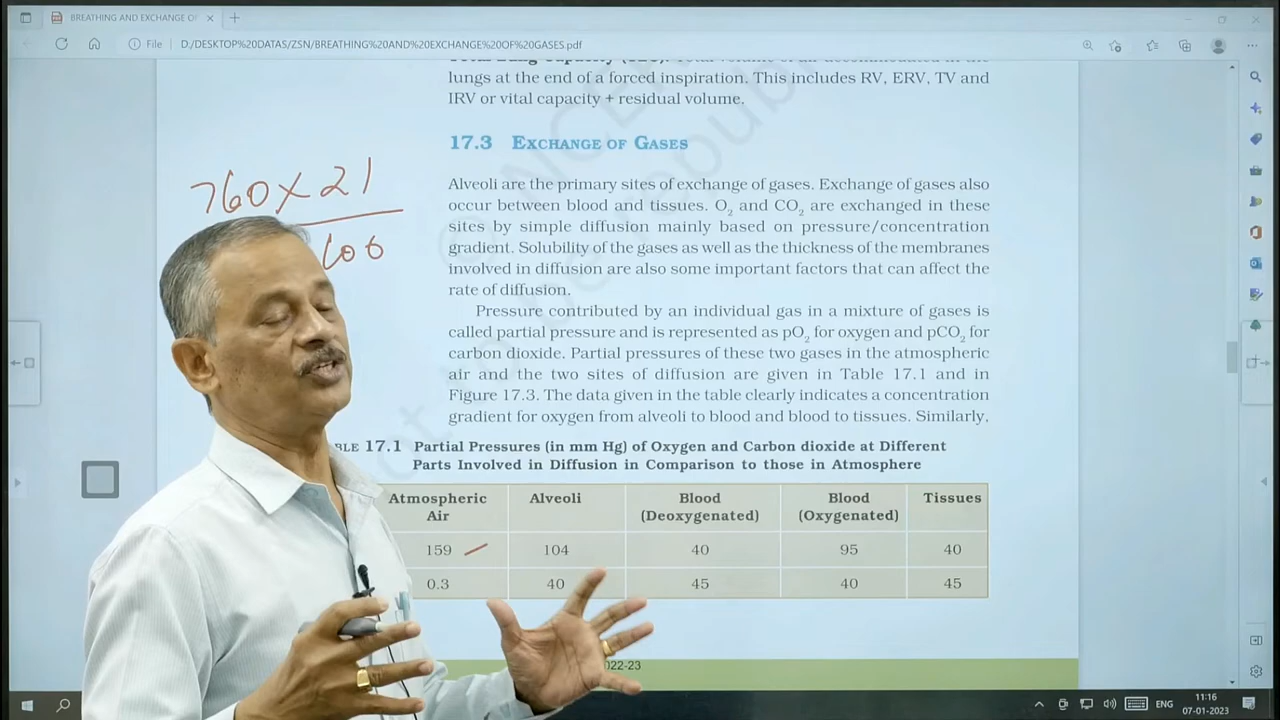 BREATHING AND EXCHANGE OF
File D:/DESKTOP%20DATAS/ZSN/BREATHING%20AND%20EXCHANGE%20OF%20GASES.pdf
lungs at the end of a forced inspiration. This includes RV, ERV, TV and
IRV or vital capacity + residual volume.
17.3 EXCHANGE OF GASES
760 × 21
100
Alveoli are the primary sites of exchange of gases. Exchange of gases also
occur between blood and tissues. O2 and CO2 are exchanged in these
sites by simple diffusion mainly based on pressure/concentration
gradient. Solubility of the gases as well as the thickness of the membranes
involved in diffusion are also some important factors that can affect the
rate of diffusion.
Pressure contributed by an individual gas in a mixture of gases is
called partial pressure and is represented as pO2 for oxygen and pCO2 for
carbon dioxide. Partial pressures of these two gases in the atmospheric
air and the two sites of diffusion are given in Table 17.1 and in
Figure 17.3. The data given in the table clearly indicates a concentration
gradient for oxygen from alveoli to blood and blood to tissues. Similarly,
17.1 Partial Pressures (in mm Hg) of Oxygen and Carbon dioxide at Different
Parts Involved in Diffusion in Comparison to those in Atmosphere
Atmospheric Air Alveoli Blood (Deoxygenated) Blood (Oxygenated) Tissues
159 104 40 95 40
0.3 40 45 40 45
022-23
ENG
11:16
07-01-2023